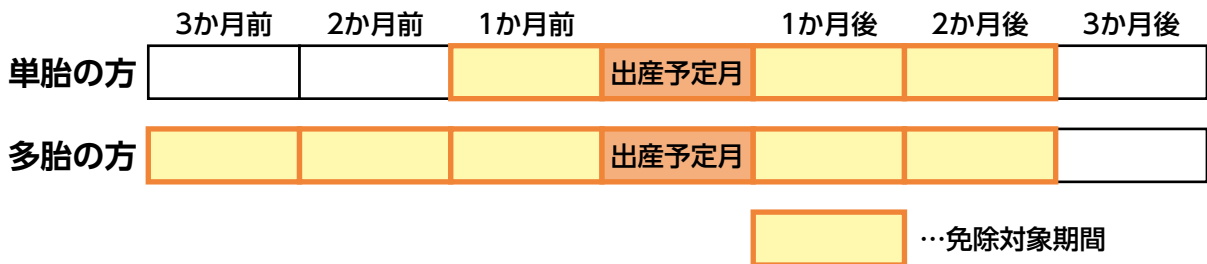 3か月前 2か月前 1か月前 1か月後 2か月後 3か月後
単胎の方 出産予定月
多胎の方 出産予定月
…免除対象期間